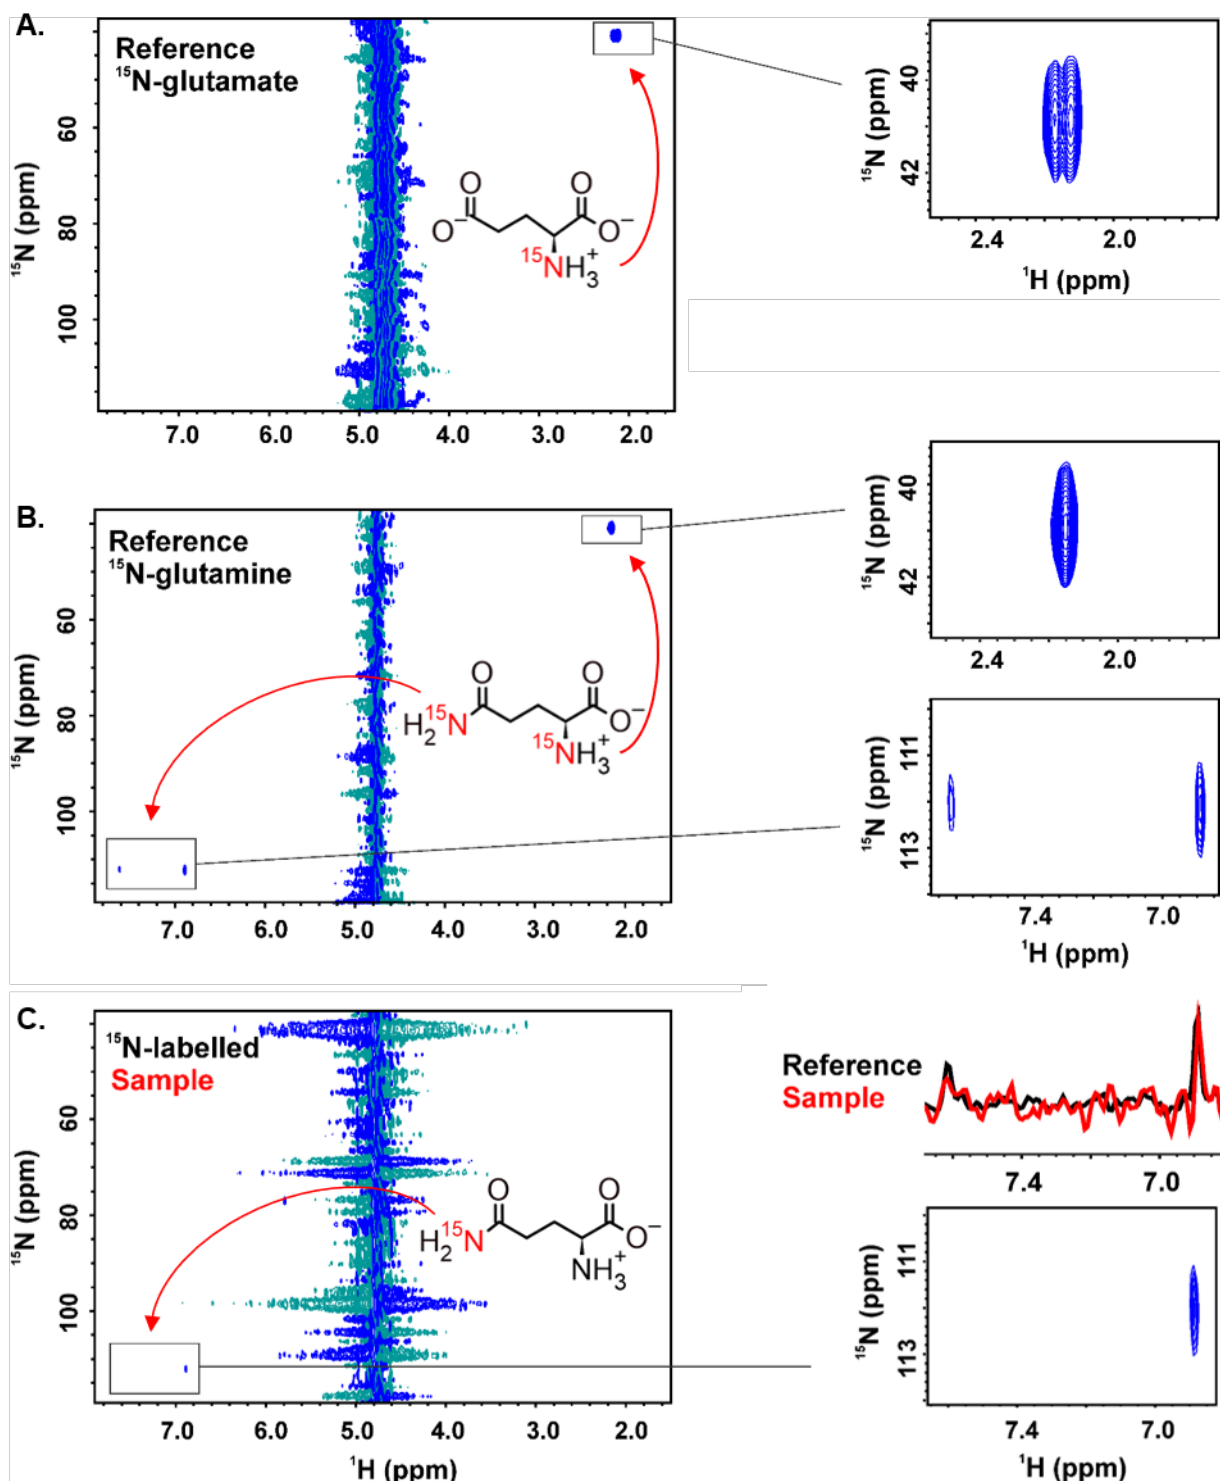 A.
Reference
¹⁵N-glutamate
¹⁵N (ppm)
60
80
100
O
O
O⁻
O⁻
¹⁵NH₃⁺
7.0 6.0 5.0 4.0 3.0 2.0
¹⁵N (ppm)
40
42
2.4 2.0
¹H (ppm)
B.
Reference
¹⁵N-glutamine
¹⁵N (ppm)
60
80
100
O
O
H₂¹⁵N
O⁻
¹⁵NH₃⁺
7.0 6.0 5.0 4.0 3.0 2.0
¹⁵N (ppm)
40
42
2.4 2.0
¹⁵N (ppm)
111
113
7.4 7.0
¹H (ppm)
C.
¹⁵N-labelled
Sample
¹⁵N (ppm)
60
80
100
O
O
H₂¹⁵N
O⁻
NH₃⁺
7.0 6.0 5.0 4.0 3.0 2.0
¹H (ppm)
Reference
Sample
7.4 7.0
¹⁵N (ppm)
111
113
7.4 7.0
¹H (ppm)